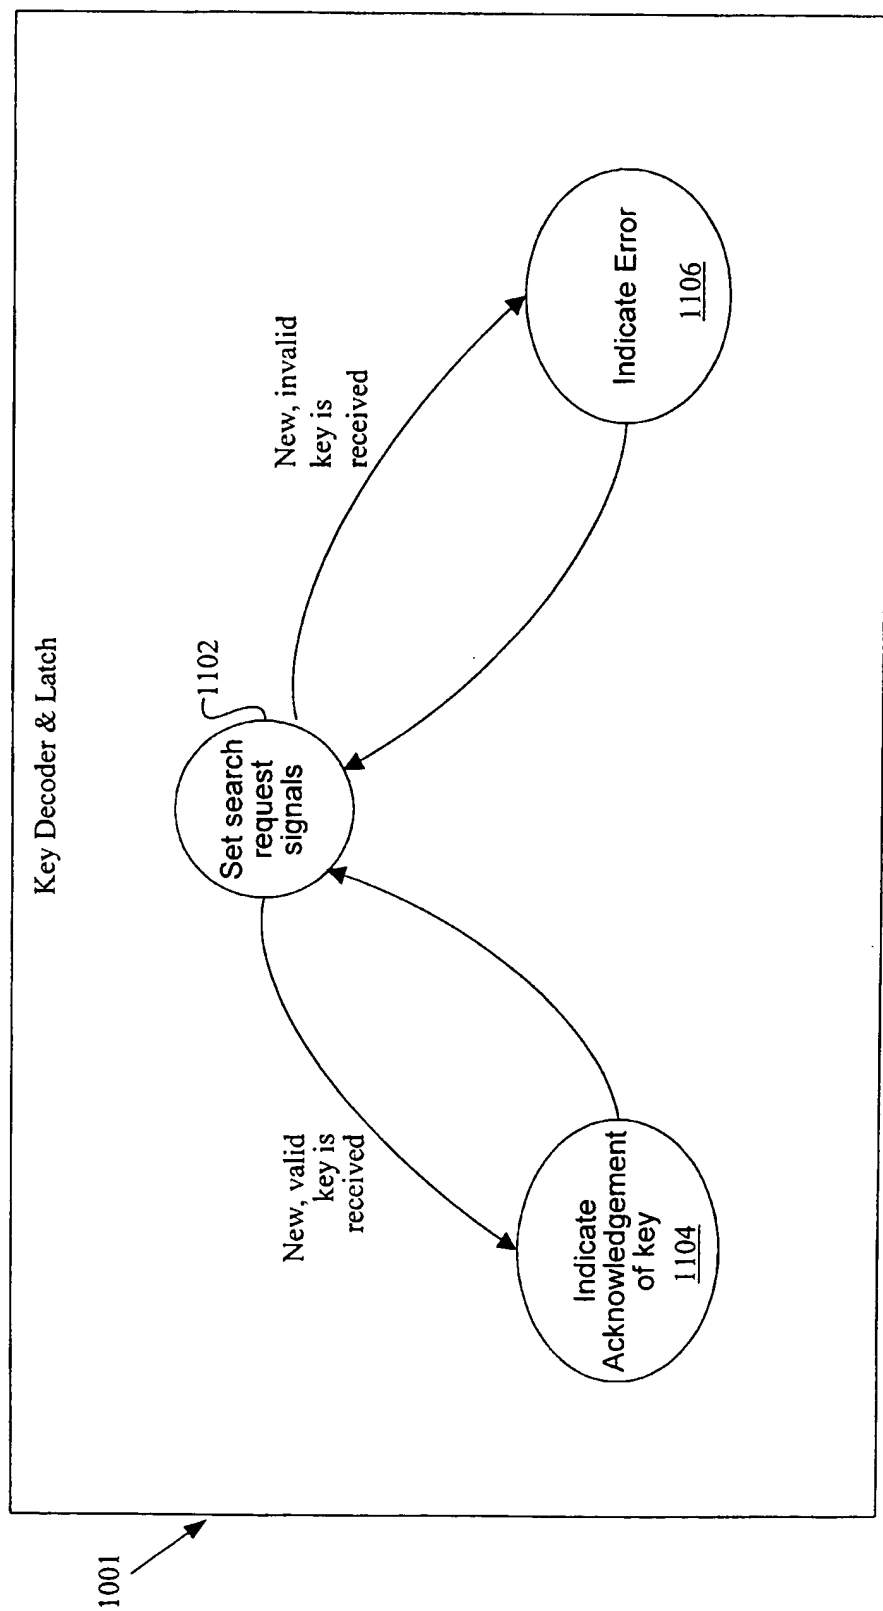 Key Decoder & Latch
1102
Set search
request
signals
New, valid
key is
received
New, invalid
key is
received
Indicate
Acknowledgement
of key
1104
Indicate Error
1106
1001